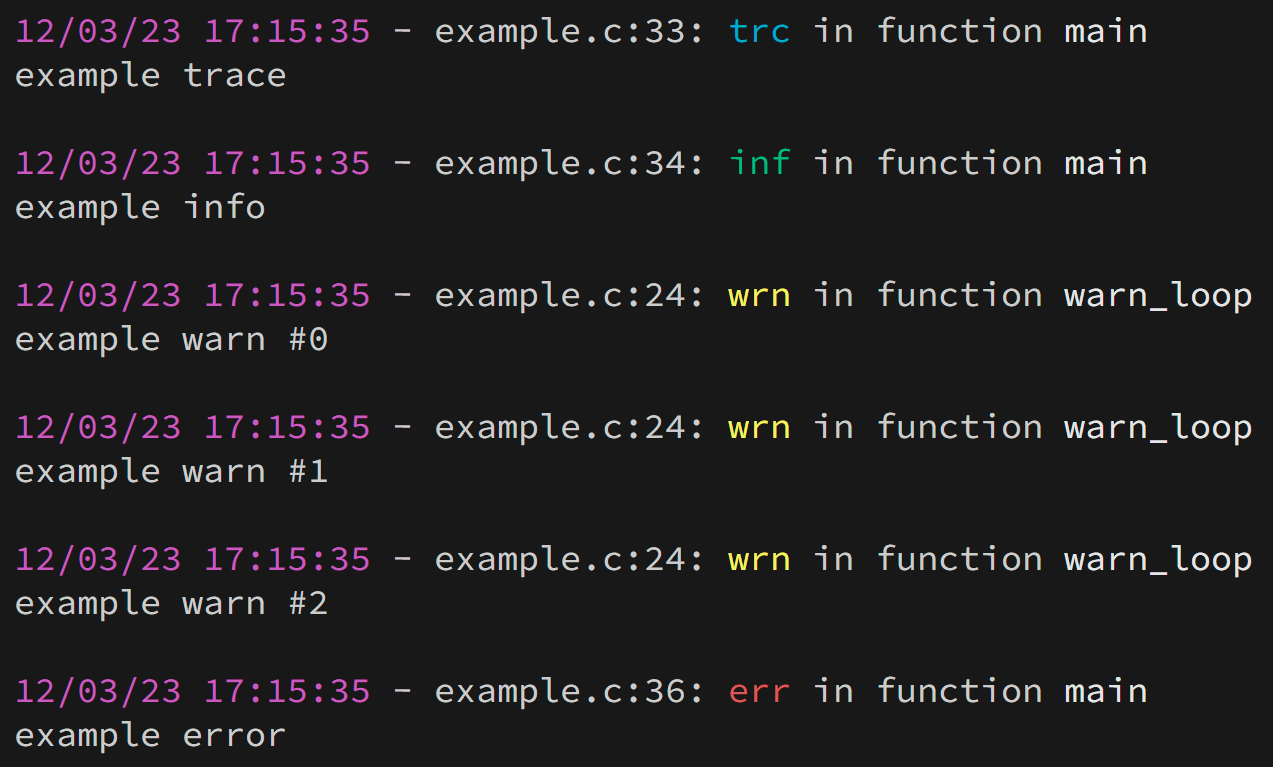 12/03/23 17:15:35 - example.c:33: trc in function main
example trace
12/03/23 17:15:35 - example.c:34: inf in function main
example info
12/03/23 17:15:35 - example.c:24: wrn in function warn_loop
example warn #0
12/03/23 17:15:35 - example.c:24: wrn in function warn_loop
example warn #1
12/03/23 17:15:35 - example.c:24: wrn in function warn_loop
example warn #2
12/03/23 17:15:35 - example.c:36: err in function main
example error